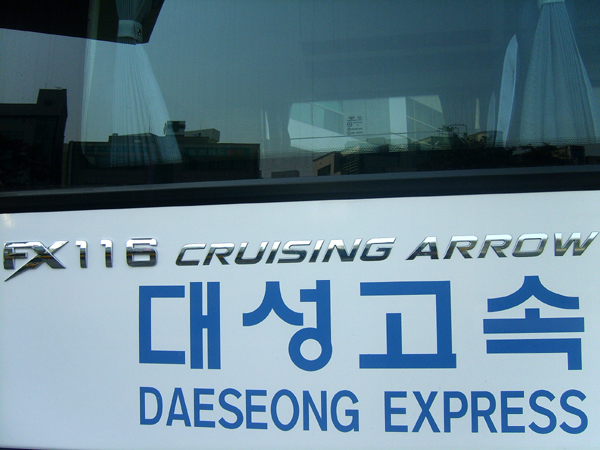 FX116 CRUISING ARROW
대성고속
DAESEONG EXPRESS